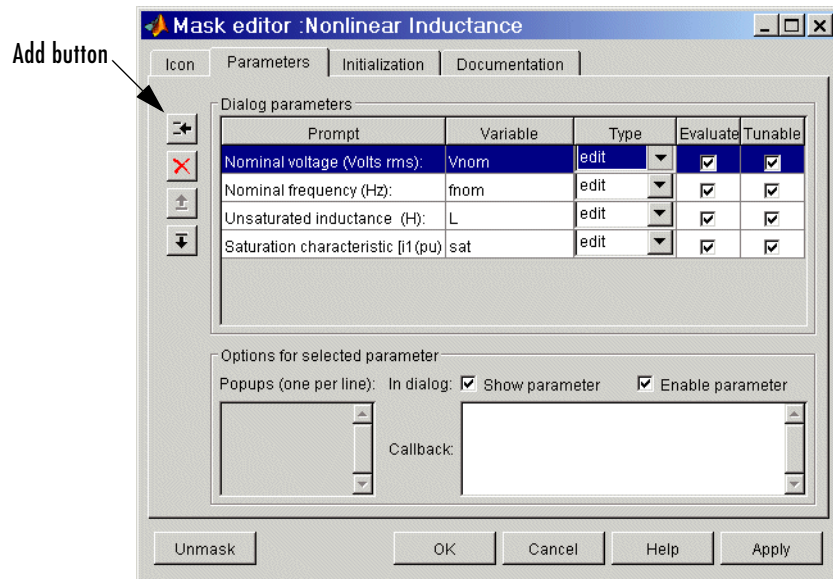 Mask editor :Nonlinear Inductance
Add button
Icon Parameters Initialization Documentation
Dialog parameters
Prompt Variable Type Evaluate Tunable
Nominal voltage (Volts rms): Vnom edit
Nominal frequency (Hz): fnom edit
Unsaturated inductance (H): L edit
Saturation characteristic [i1(pu) sat edit
Options for selected parameter
Popups (one per line): In dialog: Show parameter Enable parameter
Callback:
Unmask OK Cancel Help Apply